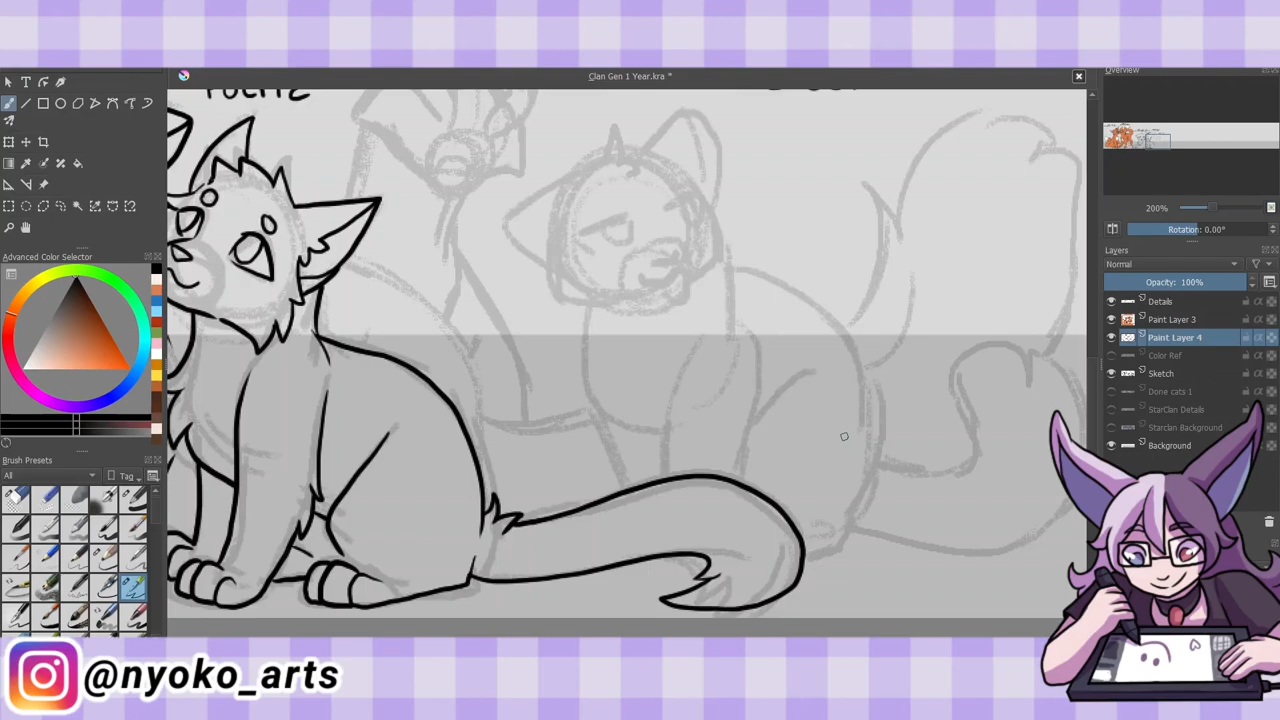 Clan Gen 1 Year.kra *
Overview
200%
Rotation: 0.00°
Layers
Normal
Opacity: 100%
Details
Paint Layer 3
Paint Layer 4
Color Ref
Sketch
Done cats 1
StarClan Details
Starclan Background
Background
Advanced Color Selector
Brush Presets
All
Tag
@nyoko_arts